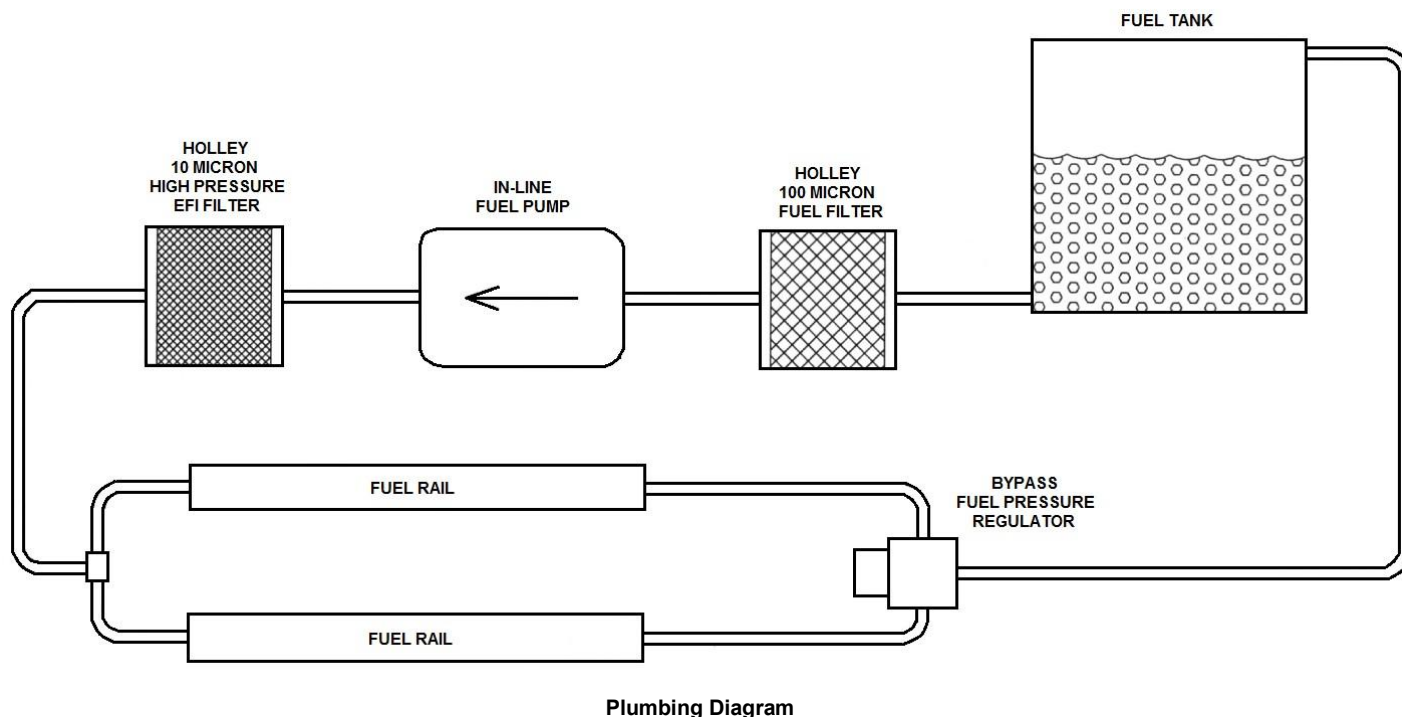 FUEL TANK
HOLLEY
10 MICRON
HIGH PRESSURE
EFI FILTER
IN-LINE
FUEL PUMP
HOLLEY
100 MICRON
FUEL FILTER
FUEL RAIL
BYPASS
FUEL PRESSURE
REGULATOR
FUEL RAIL
Plumbing Diagram